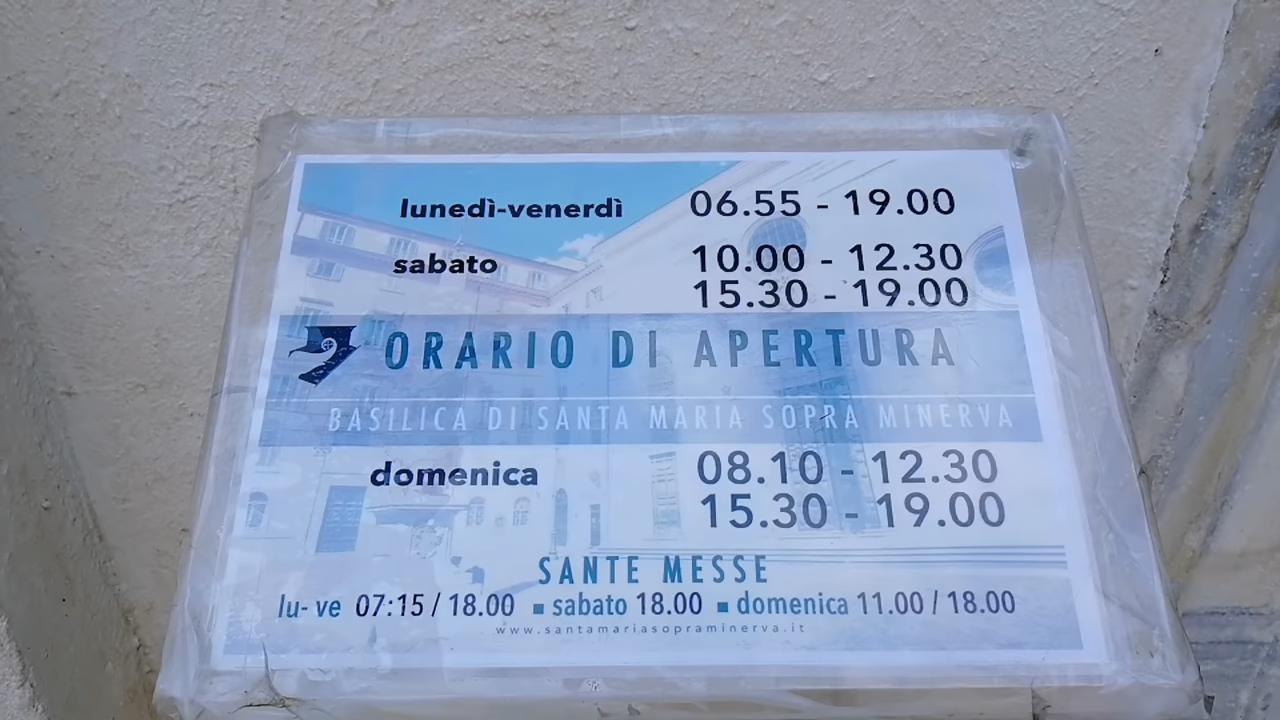 lunedì-venerdì 06.55 - 19.00
sabato 10.00 - 12.30
15.30 - 19.00
ORARIO DI APERTURA
BASILICA DI SANTA MARIA SOPRA MINERVA
domenica 08.10 - 12.30
15.30 - 19.00
SANTE MESSE
lu- ve 07:15 / 18.00 ▪ sabato 18.00 ▪ domenica 11.00 / 18.00
www.santamariasopraminerva.it